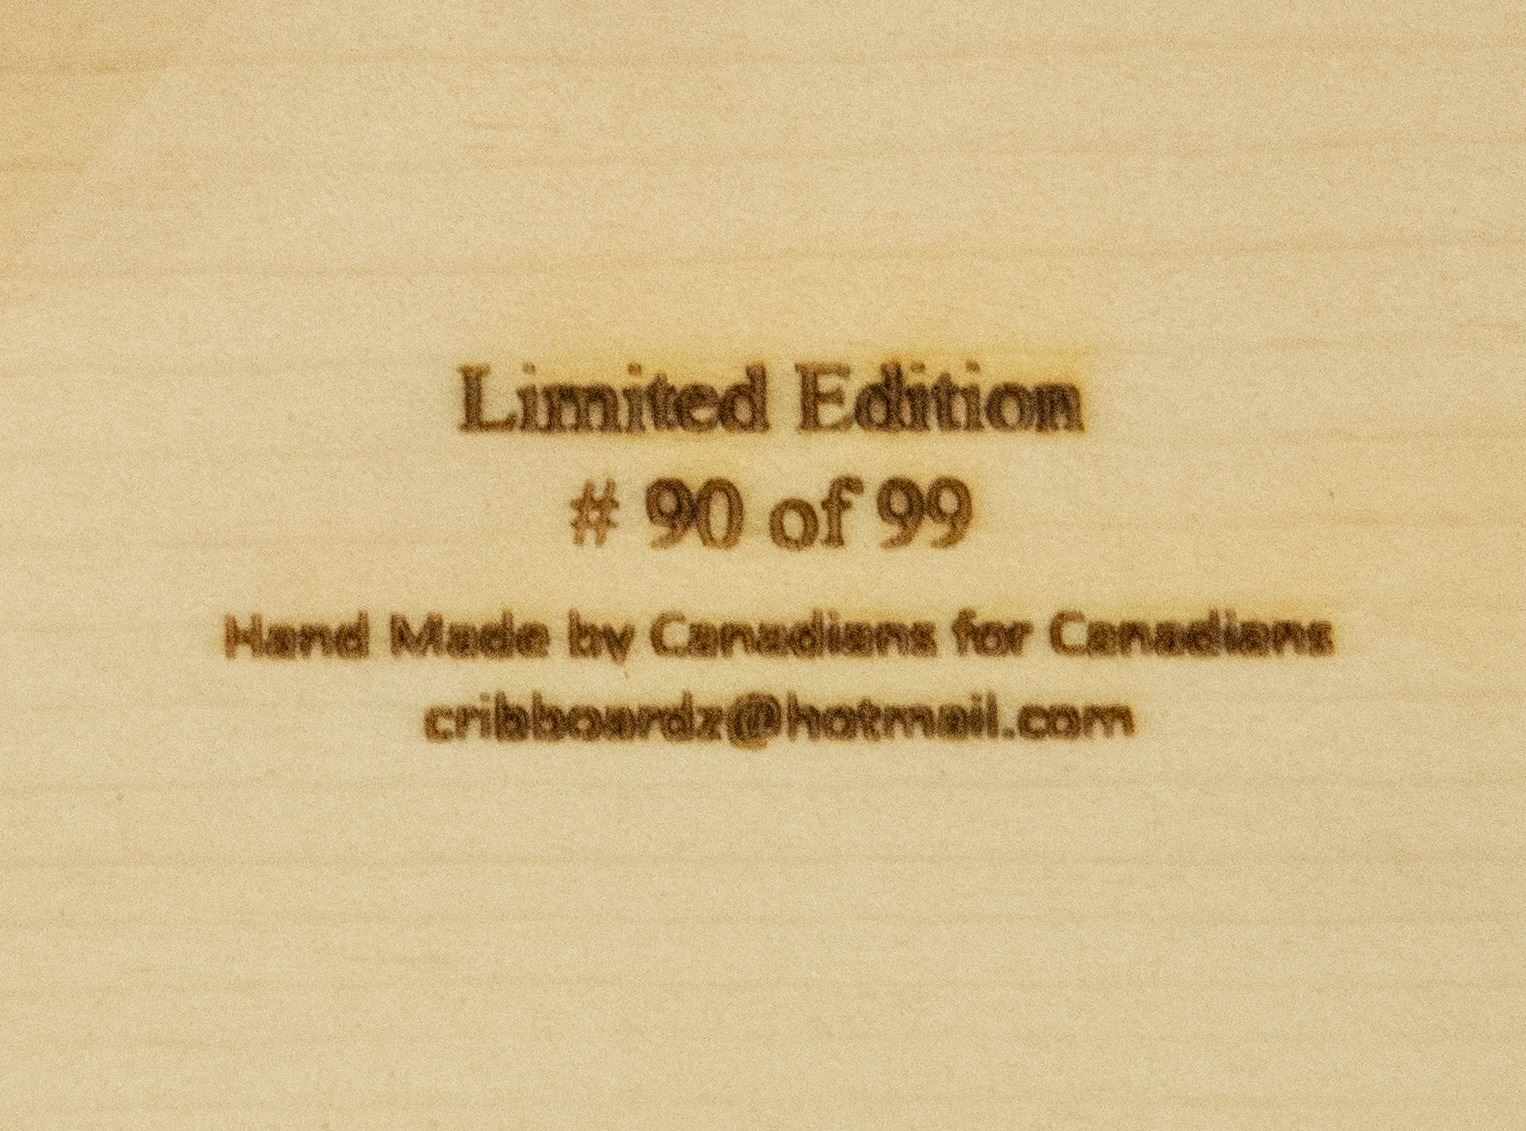 Limited Edition
# 90 of 99
Hand Made by Canadians for Canadians
cribboardz@hotmail.com